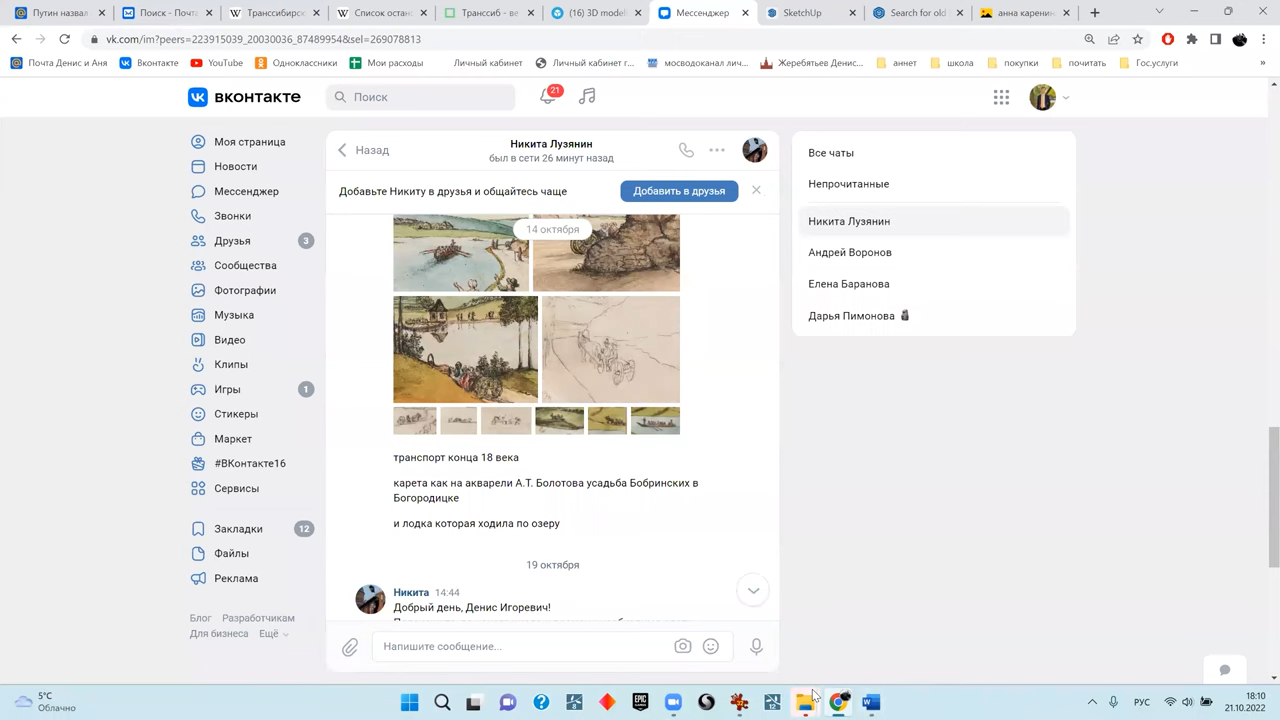 Путин назвал
Поиск - Почта
Транссибирск
Список остано
Транссиб - ве
(16) 3D model
Мессенджер
SketchUp
Search for old
анна каренин
vk.com/im?peers=223915039_20030036_87489954&sel=269078813
Почта Денис и Аня
Вконтакте
YouTube
Одноклассники
Мои расходы
Личный кабинет
Личный кабинет г...
мосводоканал лич...
Жеребятьев Денис...
аннет
школа
покупки
почитать
Гос.услуги
»
вконтакте
Поиск
21
Моя страница
Новости
Мессенджер
Звонки
Друзья 3
Сообщества
Фотографии
Музыка
Видео
Клипы
Игры 1
Стикеры
Маркет
#ВКонтакте16
Сервисы
Закладки 12
Файлы
Реклама
Блог Разработчикам
Для бизнеса Ещё
Назад
Никита Лузянин
был в сети 26 минут назад
Добавьте Никиту в друзья и общайтесь чаще
Добавить в друзья
14 октября
транспорт конца 18 века
карета как на акварели А.Т. Болотова усадьба Бобринских в
Богородицке
и лодка которая ходила по озеру
19 октября
Никита 14:44
Добрый день, Денис Игоревич!
Напишите сообщение...
Все чаты
Непрочитанные
Никита Лузянин
Андрей Воронов
Елена Баранова
Дарья Пимонова
5°C
Облачно
РУС
18:10
21.10.2022